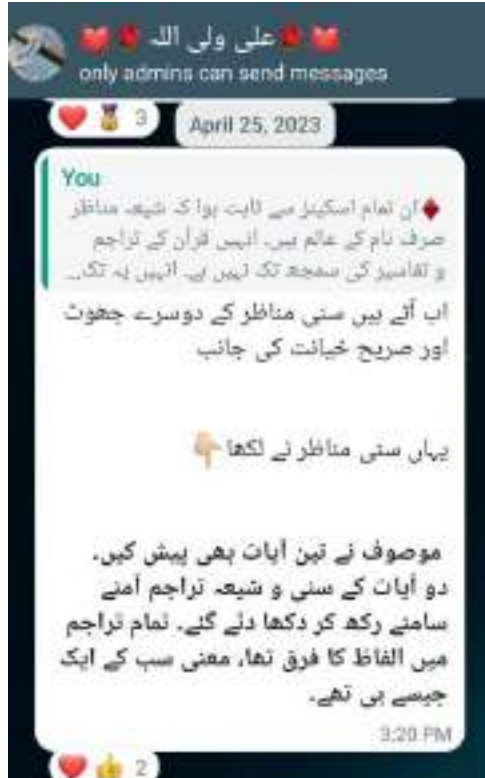 علی ولی اللہ
only admins can send messages
3
April 25, 2023
You
ان تمام اسکینز سے ثابت ہوا کہ شیعہ مناظر
صرف نام کے عالم ہیں۔ انہیں قرآن کے تراجم
و تفاسیر کی سمجھ تک نہیں ہے۔ انہیں یہ تک...
اب آتے ہیں سنی مناظر کے دوسرے جھوٹ
اور صریح خیانت کی جانب
یہاں سنی مناظر نے لکھا👇🏻
موصوف نے تین آیات بھی پیش کیں۔
دو آیات کے سنی و شیعہ تراجم آمنے
سامنے رکھ کر دکھا دئے گئے۔ تمام تراجم
میں الفاظ کا فرق تھا، معنی سب کے ایک
جیسے ہی تھے۔
3:20 PM
2